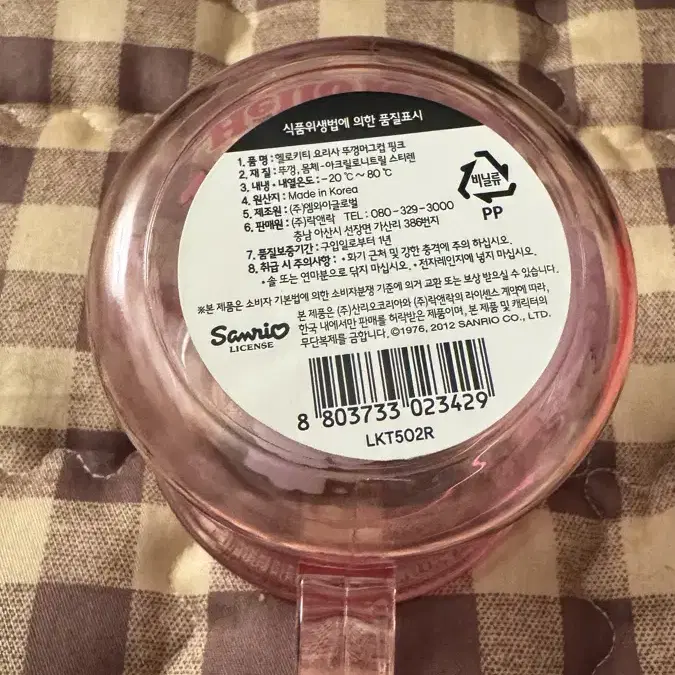 Hello
식품위생법에 의한 품질표시
1. 품 명 : 헬로키티 요리사 뚜껑머그컵 핑크
2. 재 질 : 뚜껑, 몸체-아크릴로니트릴 스티렌
3. 내냉·내열온도 : -20℃~80℃
4. 원산지 : Made in Korea
5. 제조원 : (주)엠와이글로벌
6. 판매원 : (주)락앤락 TEL : 080-329-3000
충남 아산시 선장면 가산리 386번지
7. 품질보증기간 : 구입일로부터 1년
8. 취급 시 주의사항 : •화기 근처 및 강한 충격에 주의 하십시오.
•솔 또는 연마분으로 닦지 마십시오. •전자레인지에 넣지 마십시오.
※본 제품은 소비자 기본법에 의한 소비자분쟁 기준에 의거 교환 또는 보상 받으실 수 있습니다.
비닐류
PP
본 제품은 (주)산리오코리아와 (주)락앤락의 라이센스 계약에 따라,
한국 내에서만 판매를 허락받은 제품이며, 본 제품 및 캐릭터의
무단복제를 금합니다. ©1976, 2012 SANRIO CO., LTD.
Sanrio
LICENSE
8 803733 023429
LKT502R